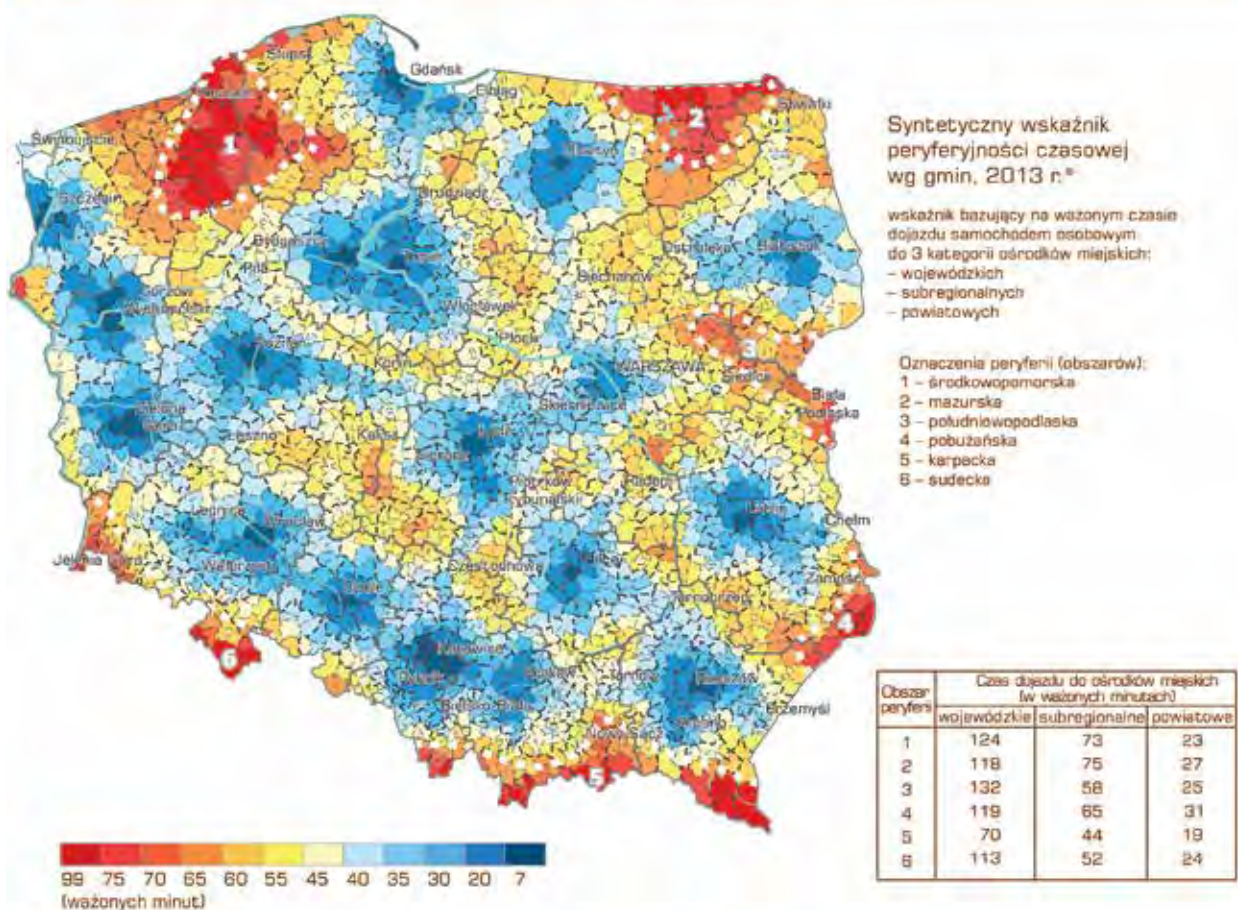 Słupsk
Gdańsk
Elbląg
Suwałki
Świnoujście
Szczecin
Olsztyn
Grudziądz
Bydgoszcz
Toruń
Piła
Ostrołęka
Białystok
Ciechanów
Gorzów
Włocławek
Płock
Poznań
Konin
WARSZAWA
Siedlce
Biała
Podlaska
Skierniewice
Zielona
Góra
Leszno
Kalisz
Łódź
Sieradz
Piotrków
Trybunalski
Radom
Lublin
Chełm
Legnica
Wrocław
Jelenia Góra
Wałbrzych
Częstochowa
Kielce
Zamość
Opole
Tarnobrzeg
Katowice
Kraków
Tarnów
Rzeszów
Bielsko-Biała
Przemyśl
Krosno
Nowy Sącz
1
2
3
4
5
6
Syntetyczny wskaźnik
peryferyjności czasowej
wg gmin, 2013 r.*
wskaźnik bazujący na ważonym czasie
dojazdu samochodem osobowym
do 3 kategorii ośrodków miejskich:
– wojewódzkich
– subregionalnych
– powiatowych
Oznaczenia peryferii (obszarów):
1 – środkowopomorska
2 – mazurska
3 – południowopodlaska
4 – pobużańska
5 – karpacka
6 – sudecka
Obszar peryferii Czas dojazdu do ośrodków miejskich
(w ważonych minutach)
wojewódzkie subregionalne powiatowe
1 124 73 23
2 118 75 27
3 132 58 25
4 119 65 31
5 70 44 19
6 113 52 24
99 75 70 65 60 55 45 40 35 30 20 7
(ważonych minut)